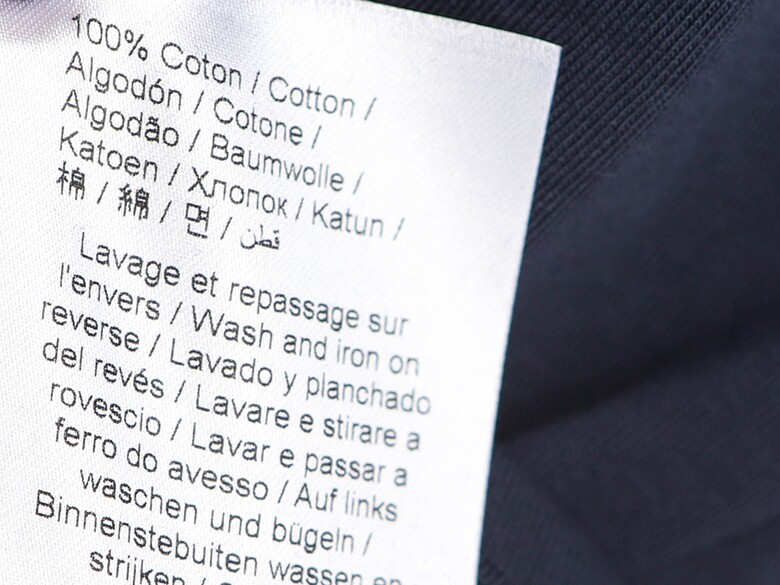 100% Coton / Cotton /
Algodón / Cotone /
Algodão / Baumwolle /
Katoen / Хлопок / Katun /
棉 / 綿 / 면 / قطن
Lavage et repassage sur
l'envers / Wash and iron on
reverse / Lavado y planchado
del revés / Lavare e stirare a
rovescio / Lavar e passar a
ferro do avesso / Auf links
waschen und bügeln /
Binnenstebuiten wassen en
strijken /